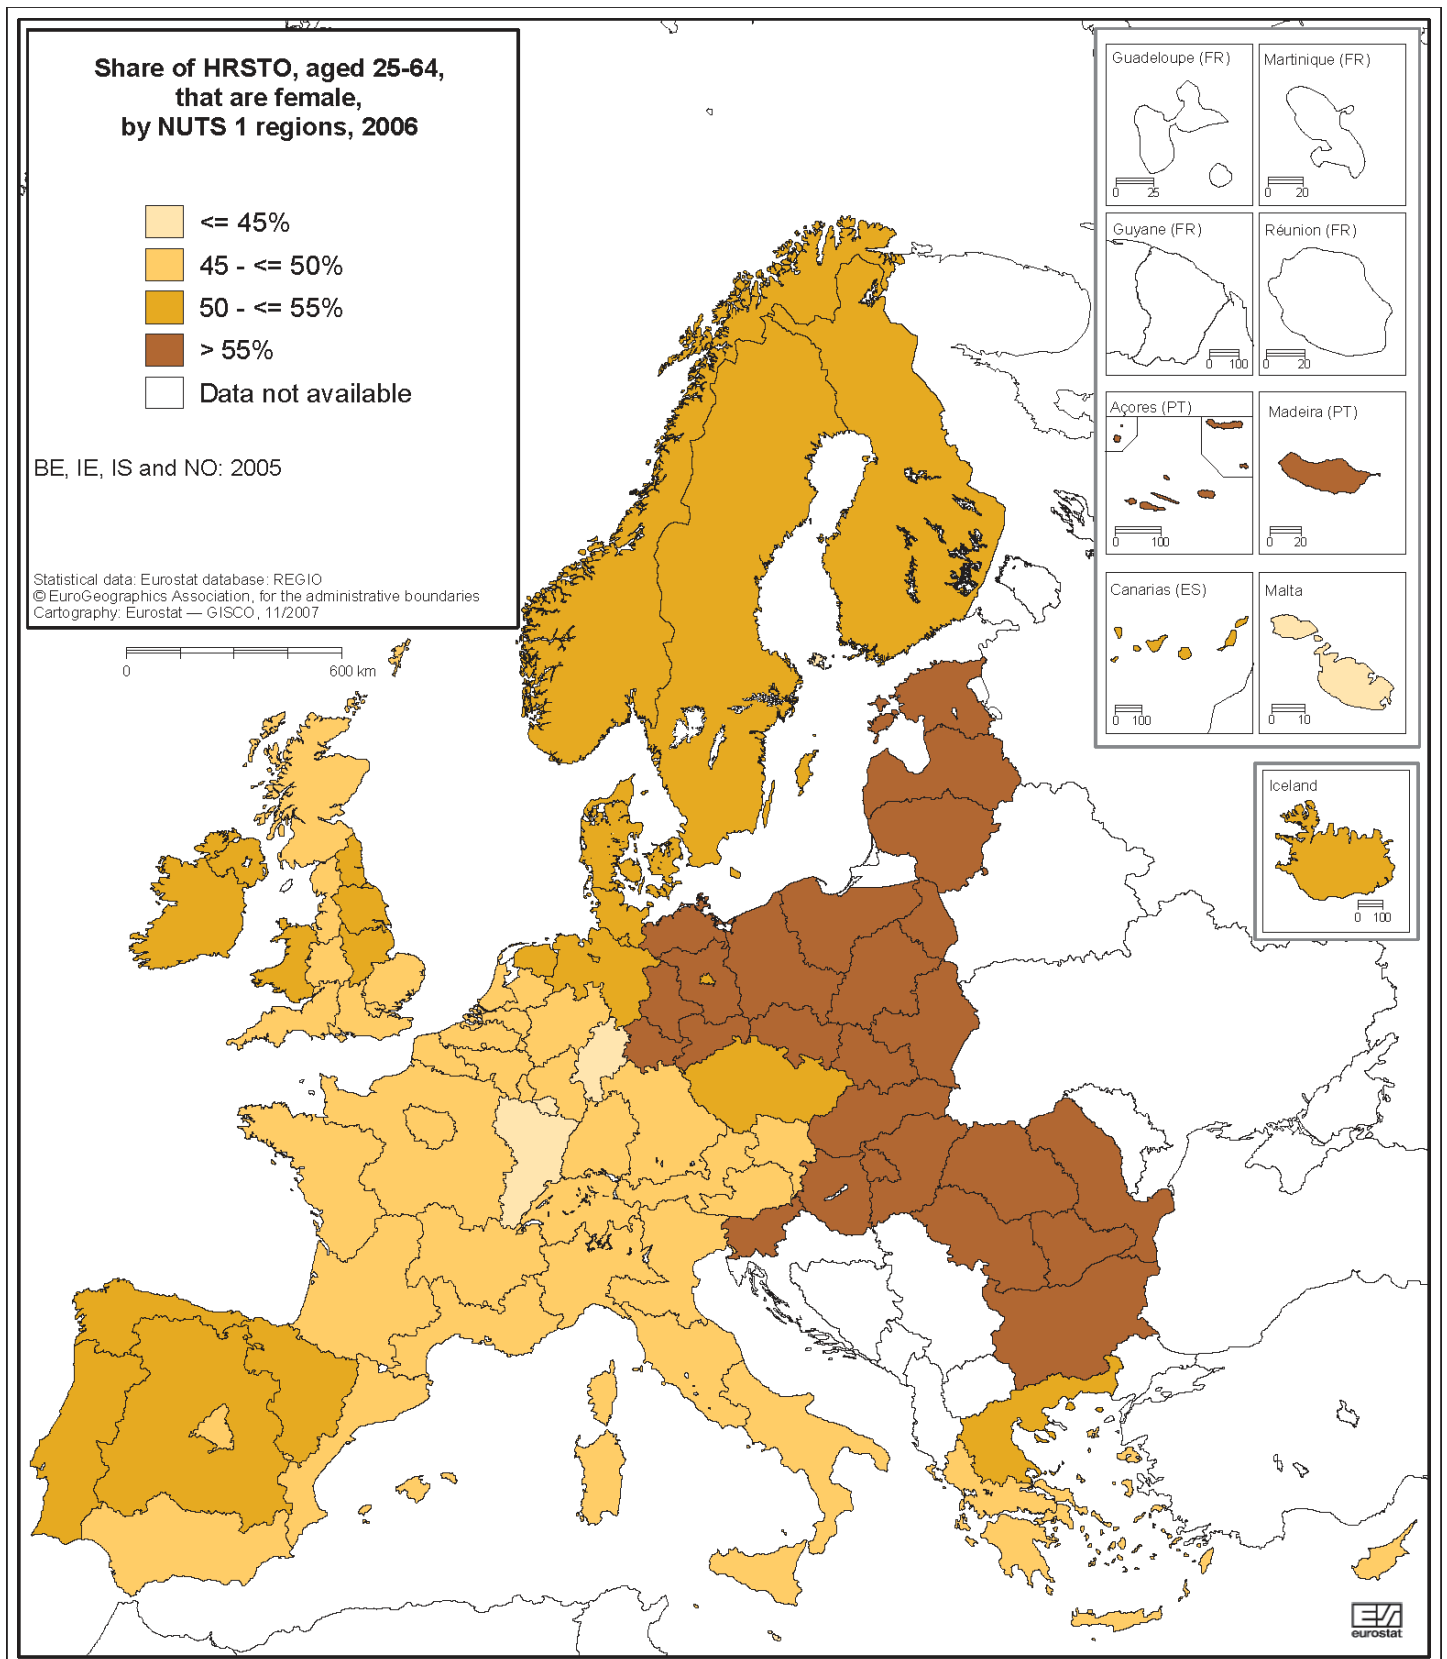 Share of HRSTO, aged 25-64,
that are female,
by NUTS 1 regions, 2006
<= 45%
45 - <= 50%
50 - <= 55%
> 55%
Data not available
BE, IE, IS and NO: 2005
Statistical data: Eurostat database: REGIO
© EuroGeographics Association, for the administrative boundaries
Cartography: Eurostat — GISCO, 11/2007
0 600 km
Guadeloupe (FR)
0 25
Martinique (FR)
0 20
Guyane (FR)
0 100
Réunion (FR)
0 20
Açores (PT)
0 100
Madeira (PT)
0 20
Canarias (ES)
0 100
Malta
0 10
Iceland
0 100
eurostat